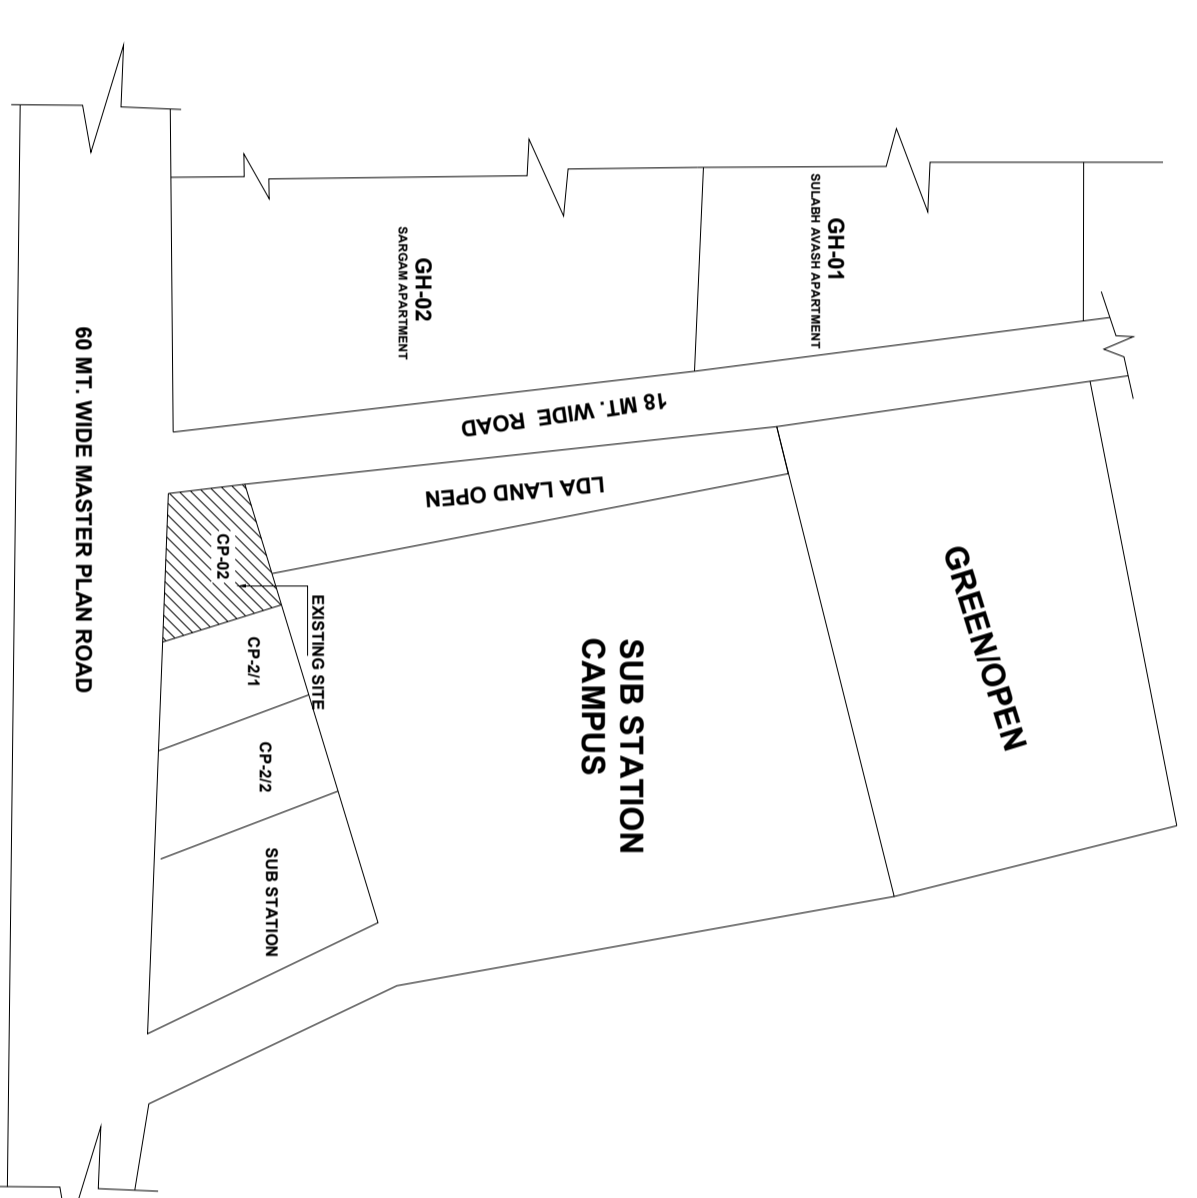 GH-01
SULABH AVASH APARTMENT
GH-02
SARGAM APARTMENT
60 MT. WIDE MASTER PLAN ROAD
18 MT. WIDE ROAD
LDA LAND OPEN
CP-02
EXISTING SITE
CP-2/1
CP-2/2
SUB STATION
SUB STATION
CAMPUS
GREEN/OPEN